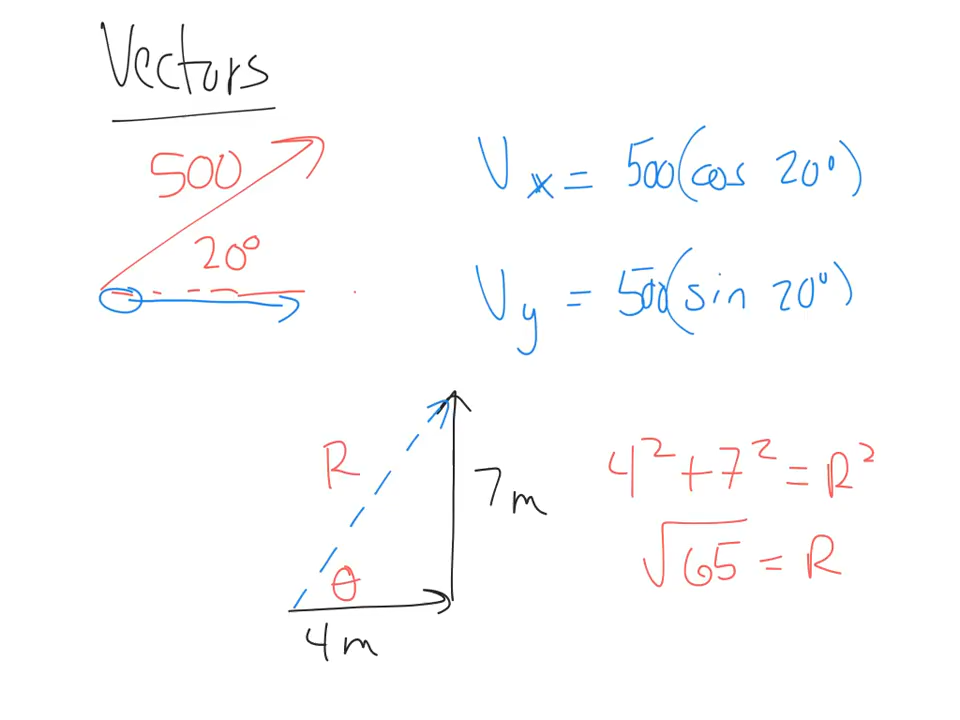 Vectors
500
20°
Vx = 500(cos 20°)
Vy = 500(sin 20°)
R
7m
θ
4m
4² + 7² = R²
√65 = R